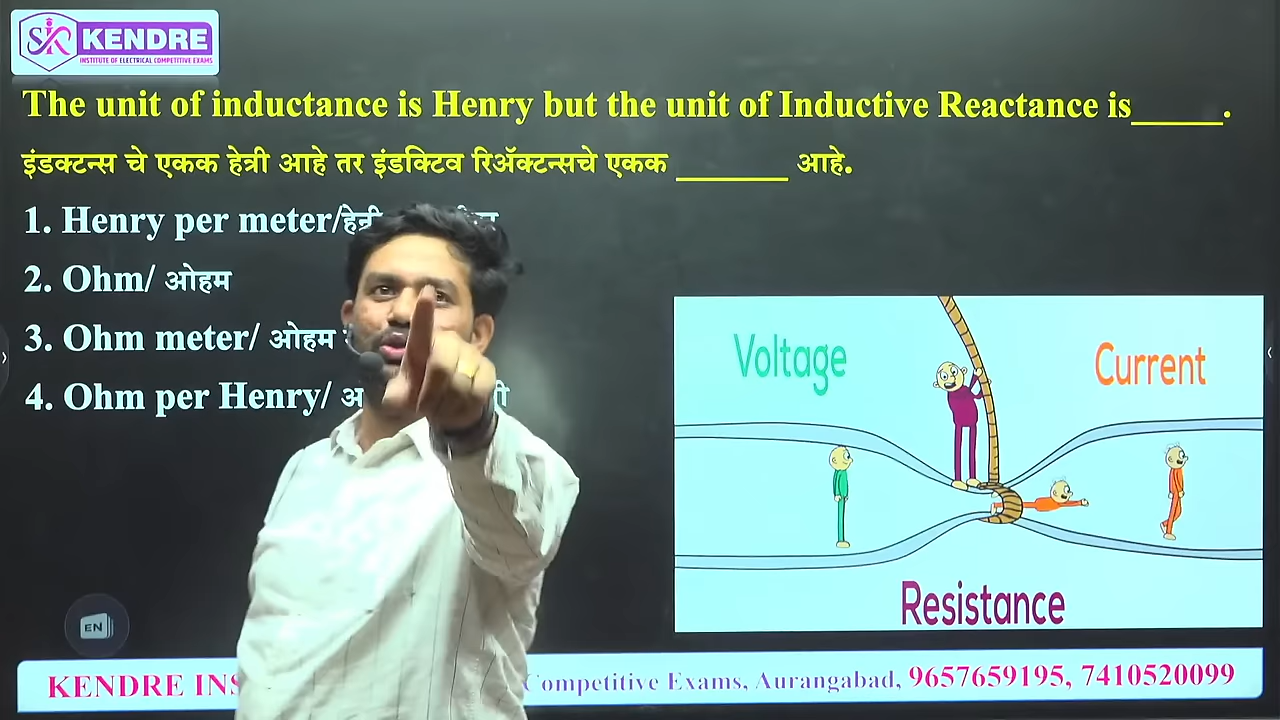 SK KENDRE
INSTITUTE OF ELECTRICAL COMPETITIVE EXAMS
The unit of inductance is Henry but the unit of Inductive Reactance is_____.
इंडक्टन्स चे एकक हेन्री आहे तर इंडक्टिव रिॲक्टन्सचे एकक ______ आहे.
1. Henry per meter/हेन्री
2. Ohm/ ओहम
3. Ohm meter/ ओहम
4. Ohm per Henry/
Voltage
Current
Resistance
EN
KENDRE Competitive Exams, Aurangabad, 9657659195, 7410520099